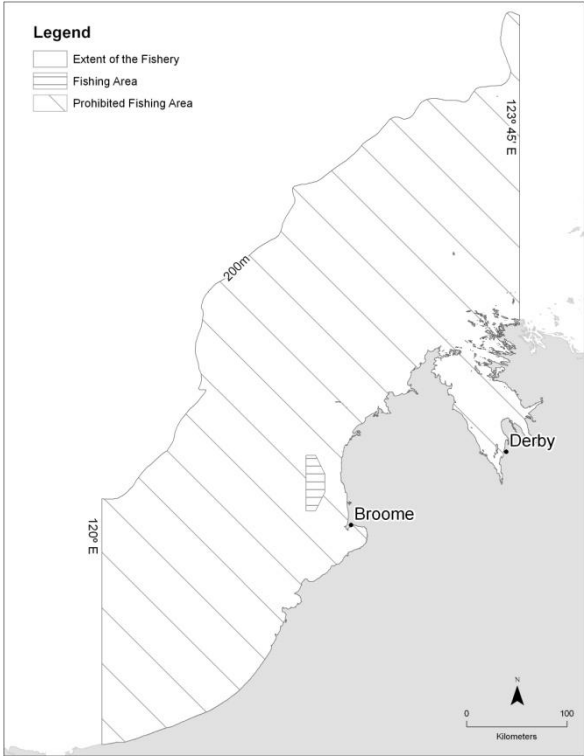 Legend
Extent of the Fishery
Fishing Area
Prohibited Fishing Area
123° 45' E
200m
Derby
Broome
120° E
N
0 100
Kilometers